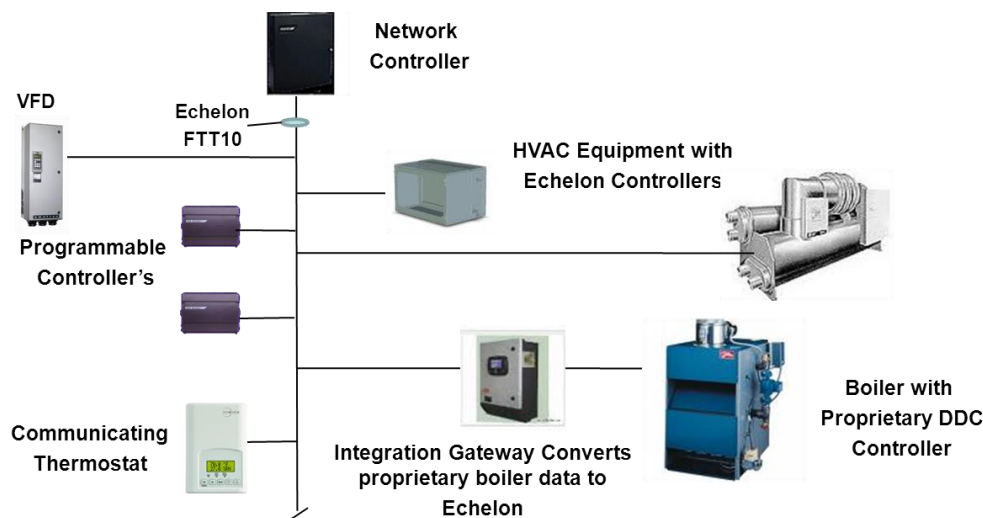 Network
Controller
VFD
Echelon
FTT10
HVAC Equipment with
Echelon Controllers
Programmable
Controller’s
Communicating
Thermostat
Integration Gateway Converts
proprietary boiler data to
Echelon
Boiler with
Proprietary DDC
Controller